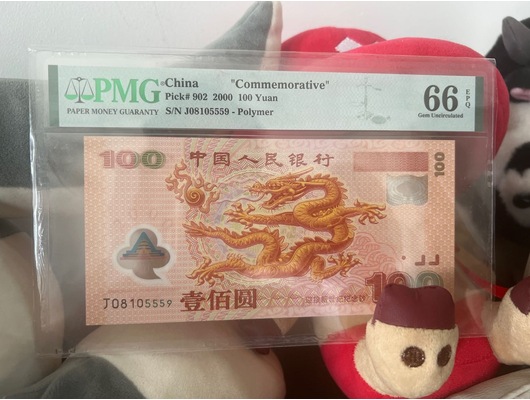 PMG China "Commemorative"
PAPER MONEY GUARANTY
Pick# 902 2000 100 Yuan
S/N J08105559 - Polymer
66 EPQ
Gem Uncirculated
100 中国人民银行
100
J08105559
壹佰圆
100